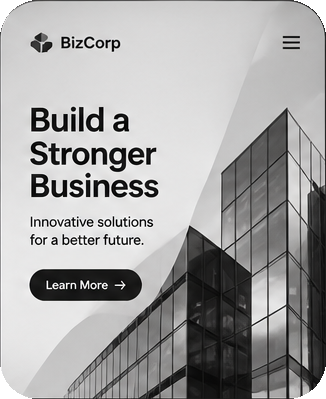 BizCorp
Build a
Stronger
Business
Innovative solutions
for a better future.
Learn More →